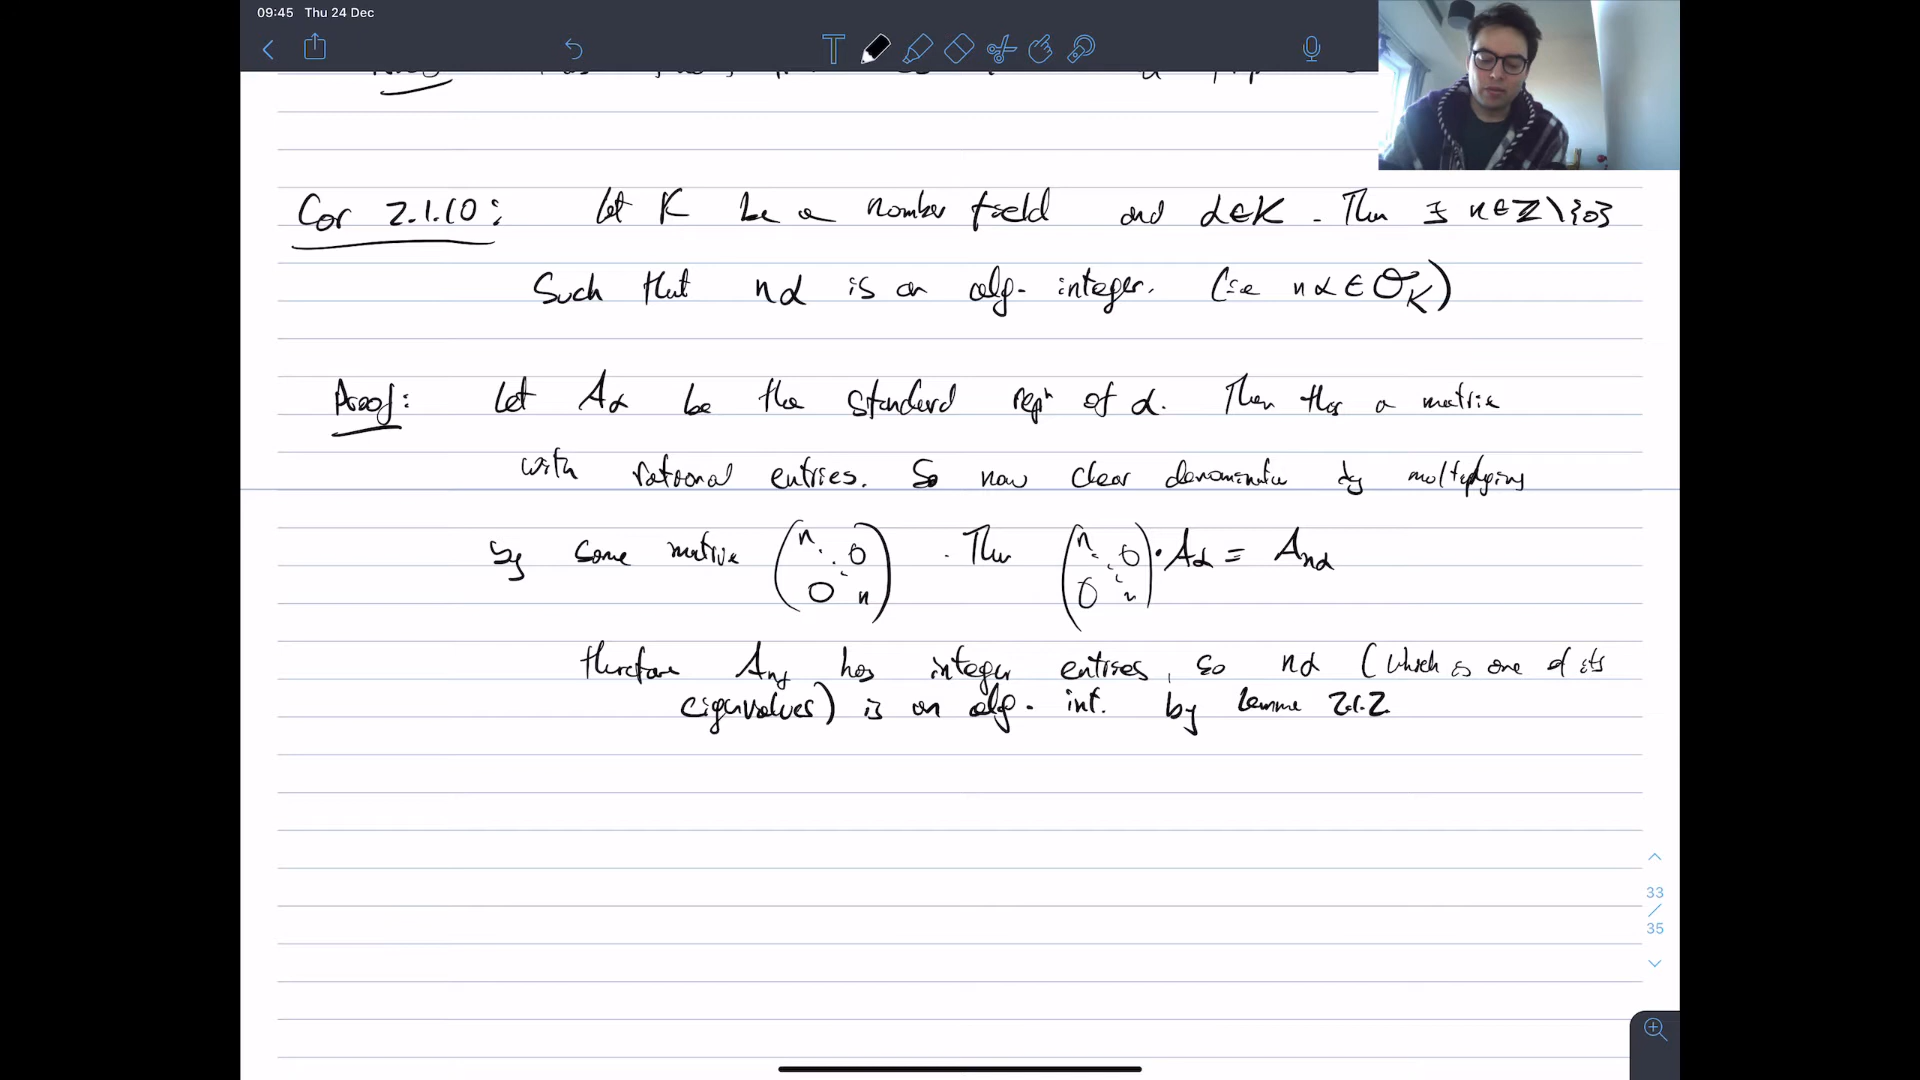 09:45 Thu 24 Dec
Cor 2.1.10: Let K be a number field and α∈K. Then ∃ n∈ℤ\{0}
Such that nα is an alg. integer. (i.e nα ∈ 𝒪_K)
Proof: Let A_α be the standard repⁿ of α. Then this a matrix
with rational entries. So now clear denominator by multiplying
by some matrix (n ⋱ n, 0 0). Then (n ⋱ n, 0 0)·A_α = A_nα
therefore A_nα has integer entries, so nα (which is one of its
eigenvalues) is an alg. int. by Lemma 2.1.2
33
/
35